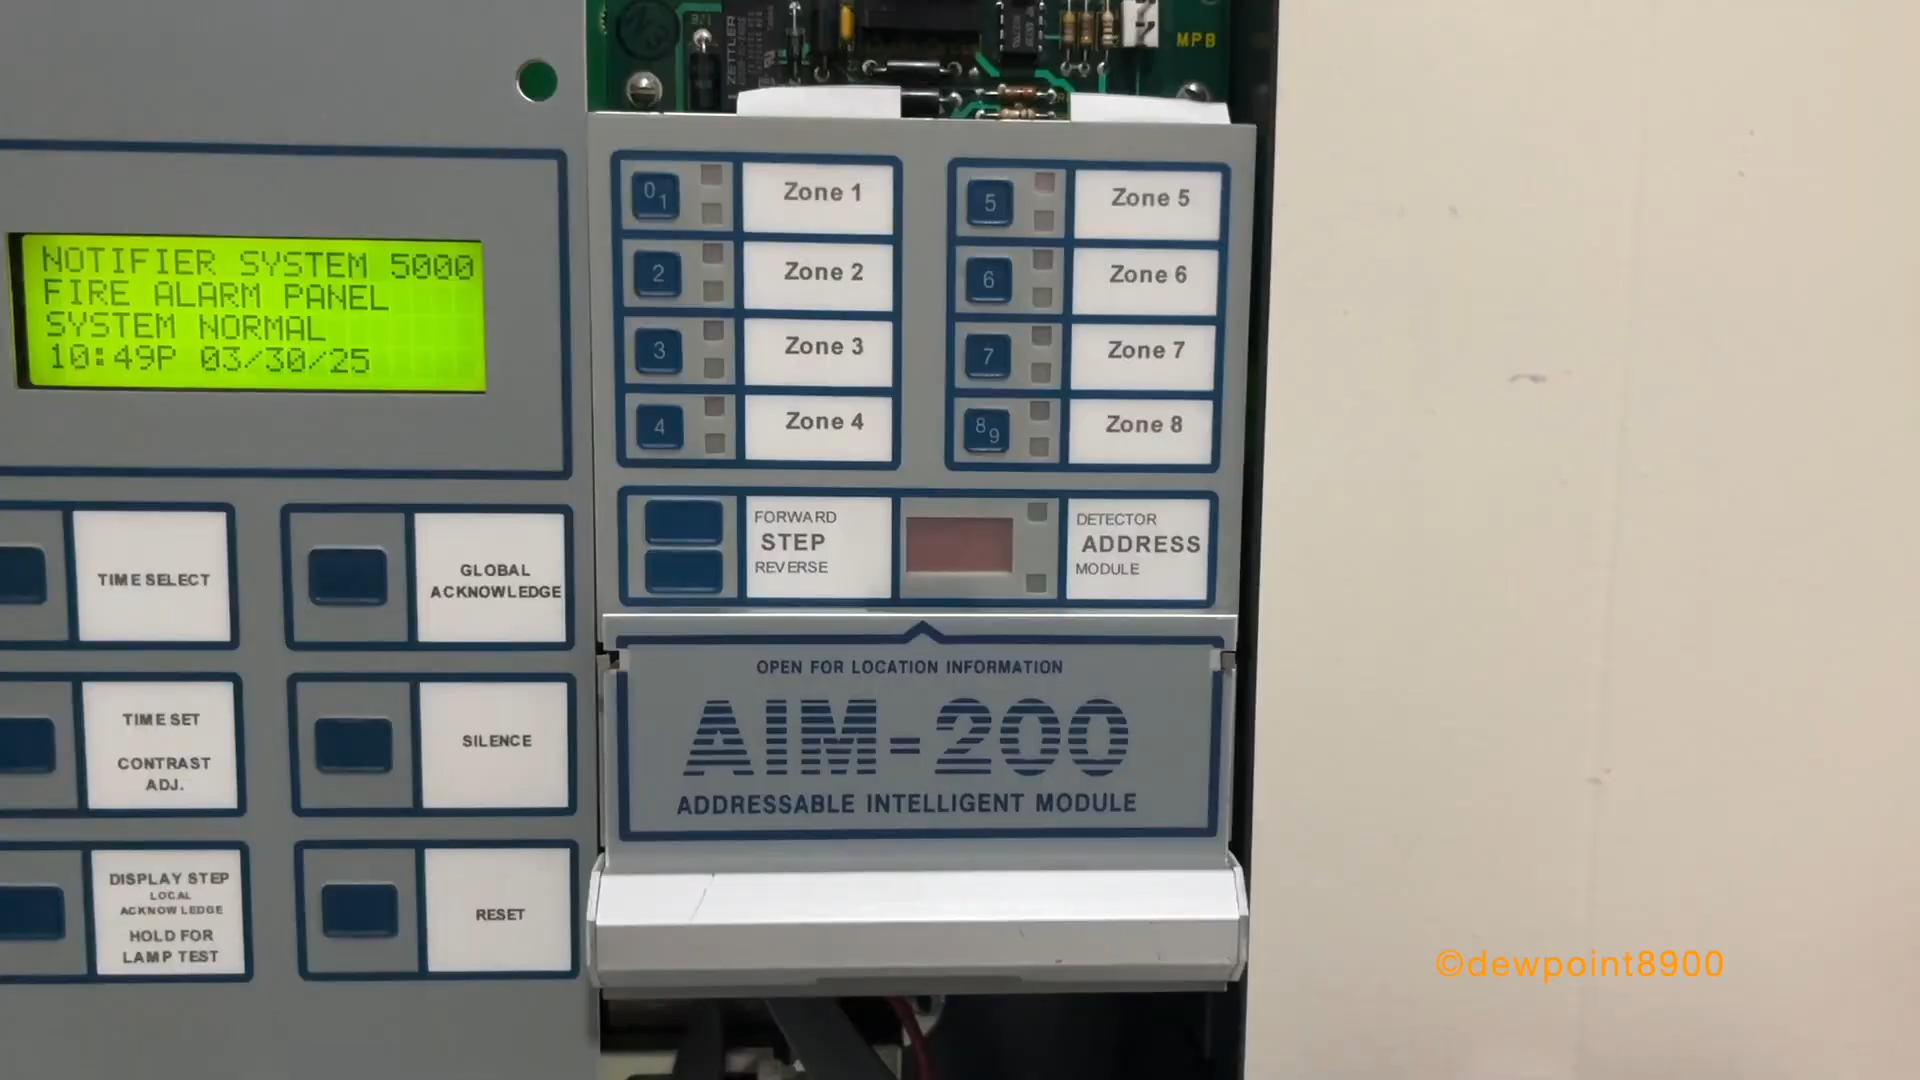 ZETTLER
MPB
NOTIFIER SYSTEM 5000
FIRE ALARM PANEL
SYSTEM NORMAL
10:49P 03/30/25
0 1
Zone 1
2
Zone 2
3
Zone 3
4
Zone 4
5
Zone 5
6
Zone 6
7
Zone 7
8 9
Zone 8
FORWARD
STEP
REVERSE
DETECTOR
ADDRESS
MODULE
TIME SELECT
GLOBAL
ACKNOWLEDGE
TIME SET
CONTRAST
ADJ.
SILENCE
DISPLAY STEP
LOCAL
ACKNOWLEDGE
HOLD FOR
LAMP TEST
RESET
OPEN FOR LOCATION INFORMATION
AIM-200
ADDRESSABLE INTELLIGENT MODULE
©dewpoint8900